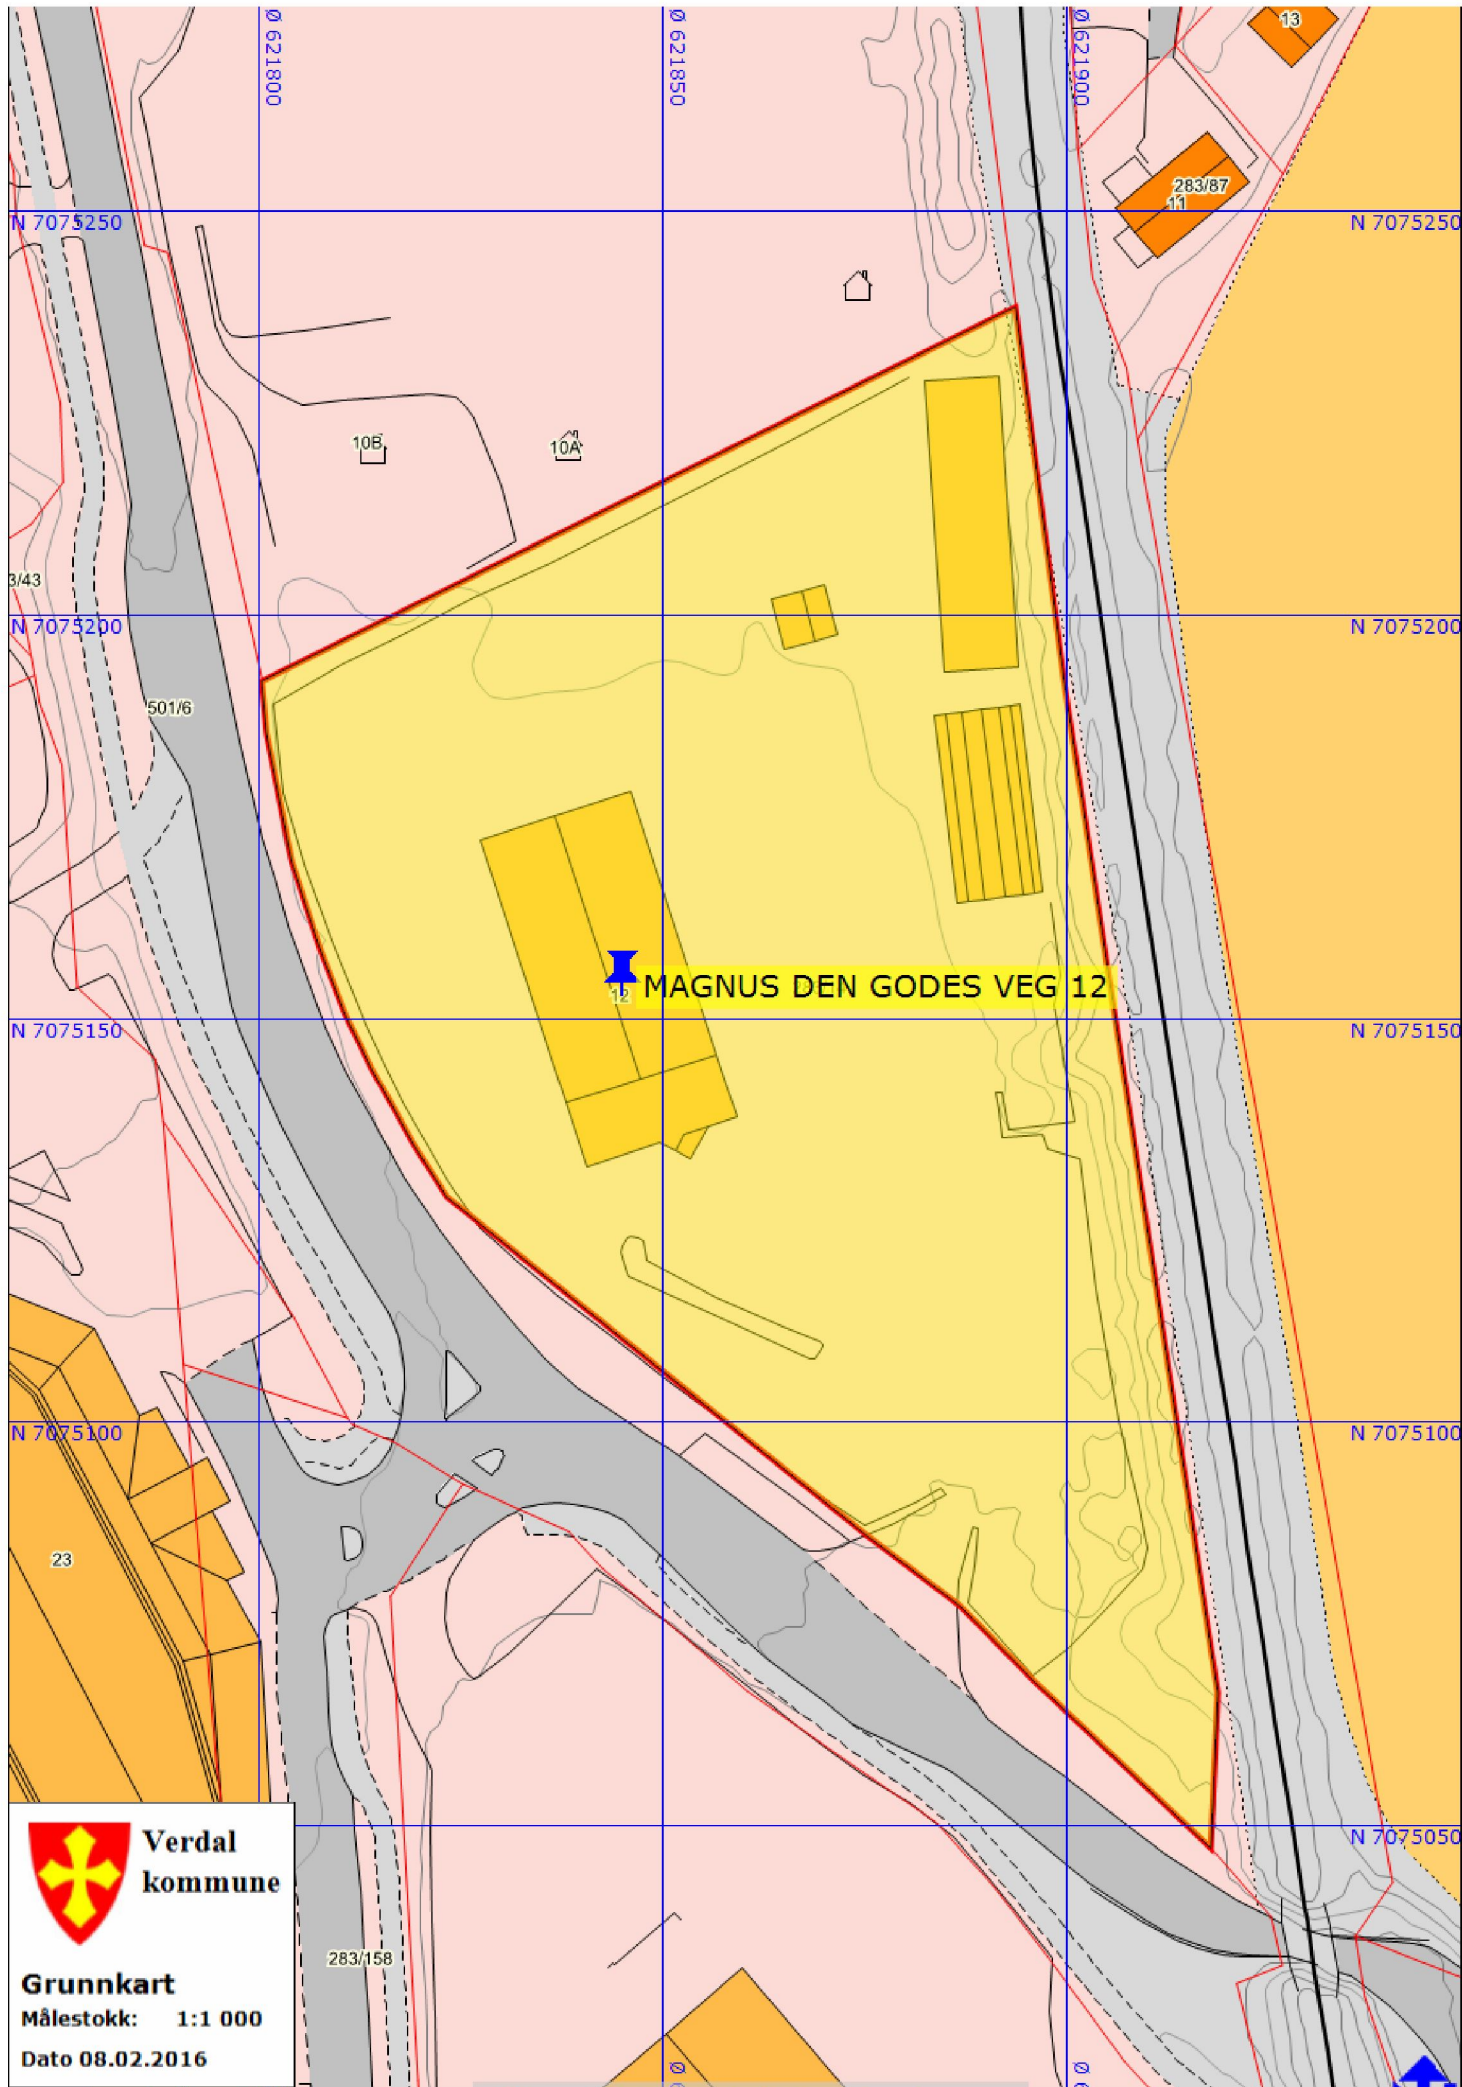 Ø 621800
Ø 621850
Ø 621900
13
283/87
11
N 7075250
N 7075250
10B
10A
3/43
N 7075200
N 7075200
501/6
MAGNUS DEN GODES VEG 12
12
N 7075150
N 7075150
N 7075100
N 7075100
23
N 7075050
Verdal
kommune
283/158
Grunnkart
Målestokk: 1:1 000
Dato 08.02.2016